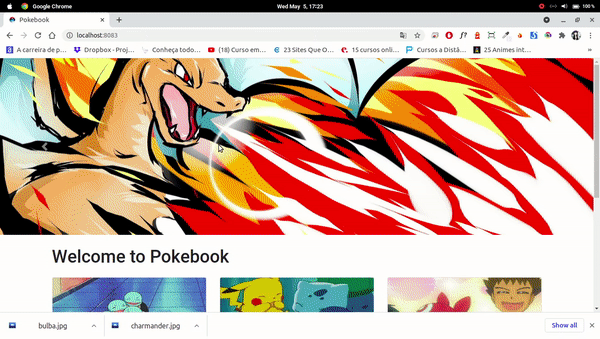 Google Chrome
Wed May 5, 17:23
100 %
Pokebook
localhost:8083
A carreira de p
Dropbox - Proj...
Conheça todo...
(18) Curso em...
23 Sites Que O
15 cursos onli...
Cursos a Distâ
25 Animes int...
Welcome to Pokebook
bulba.jpg
charmander.jpg
Show all